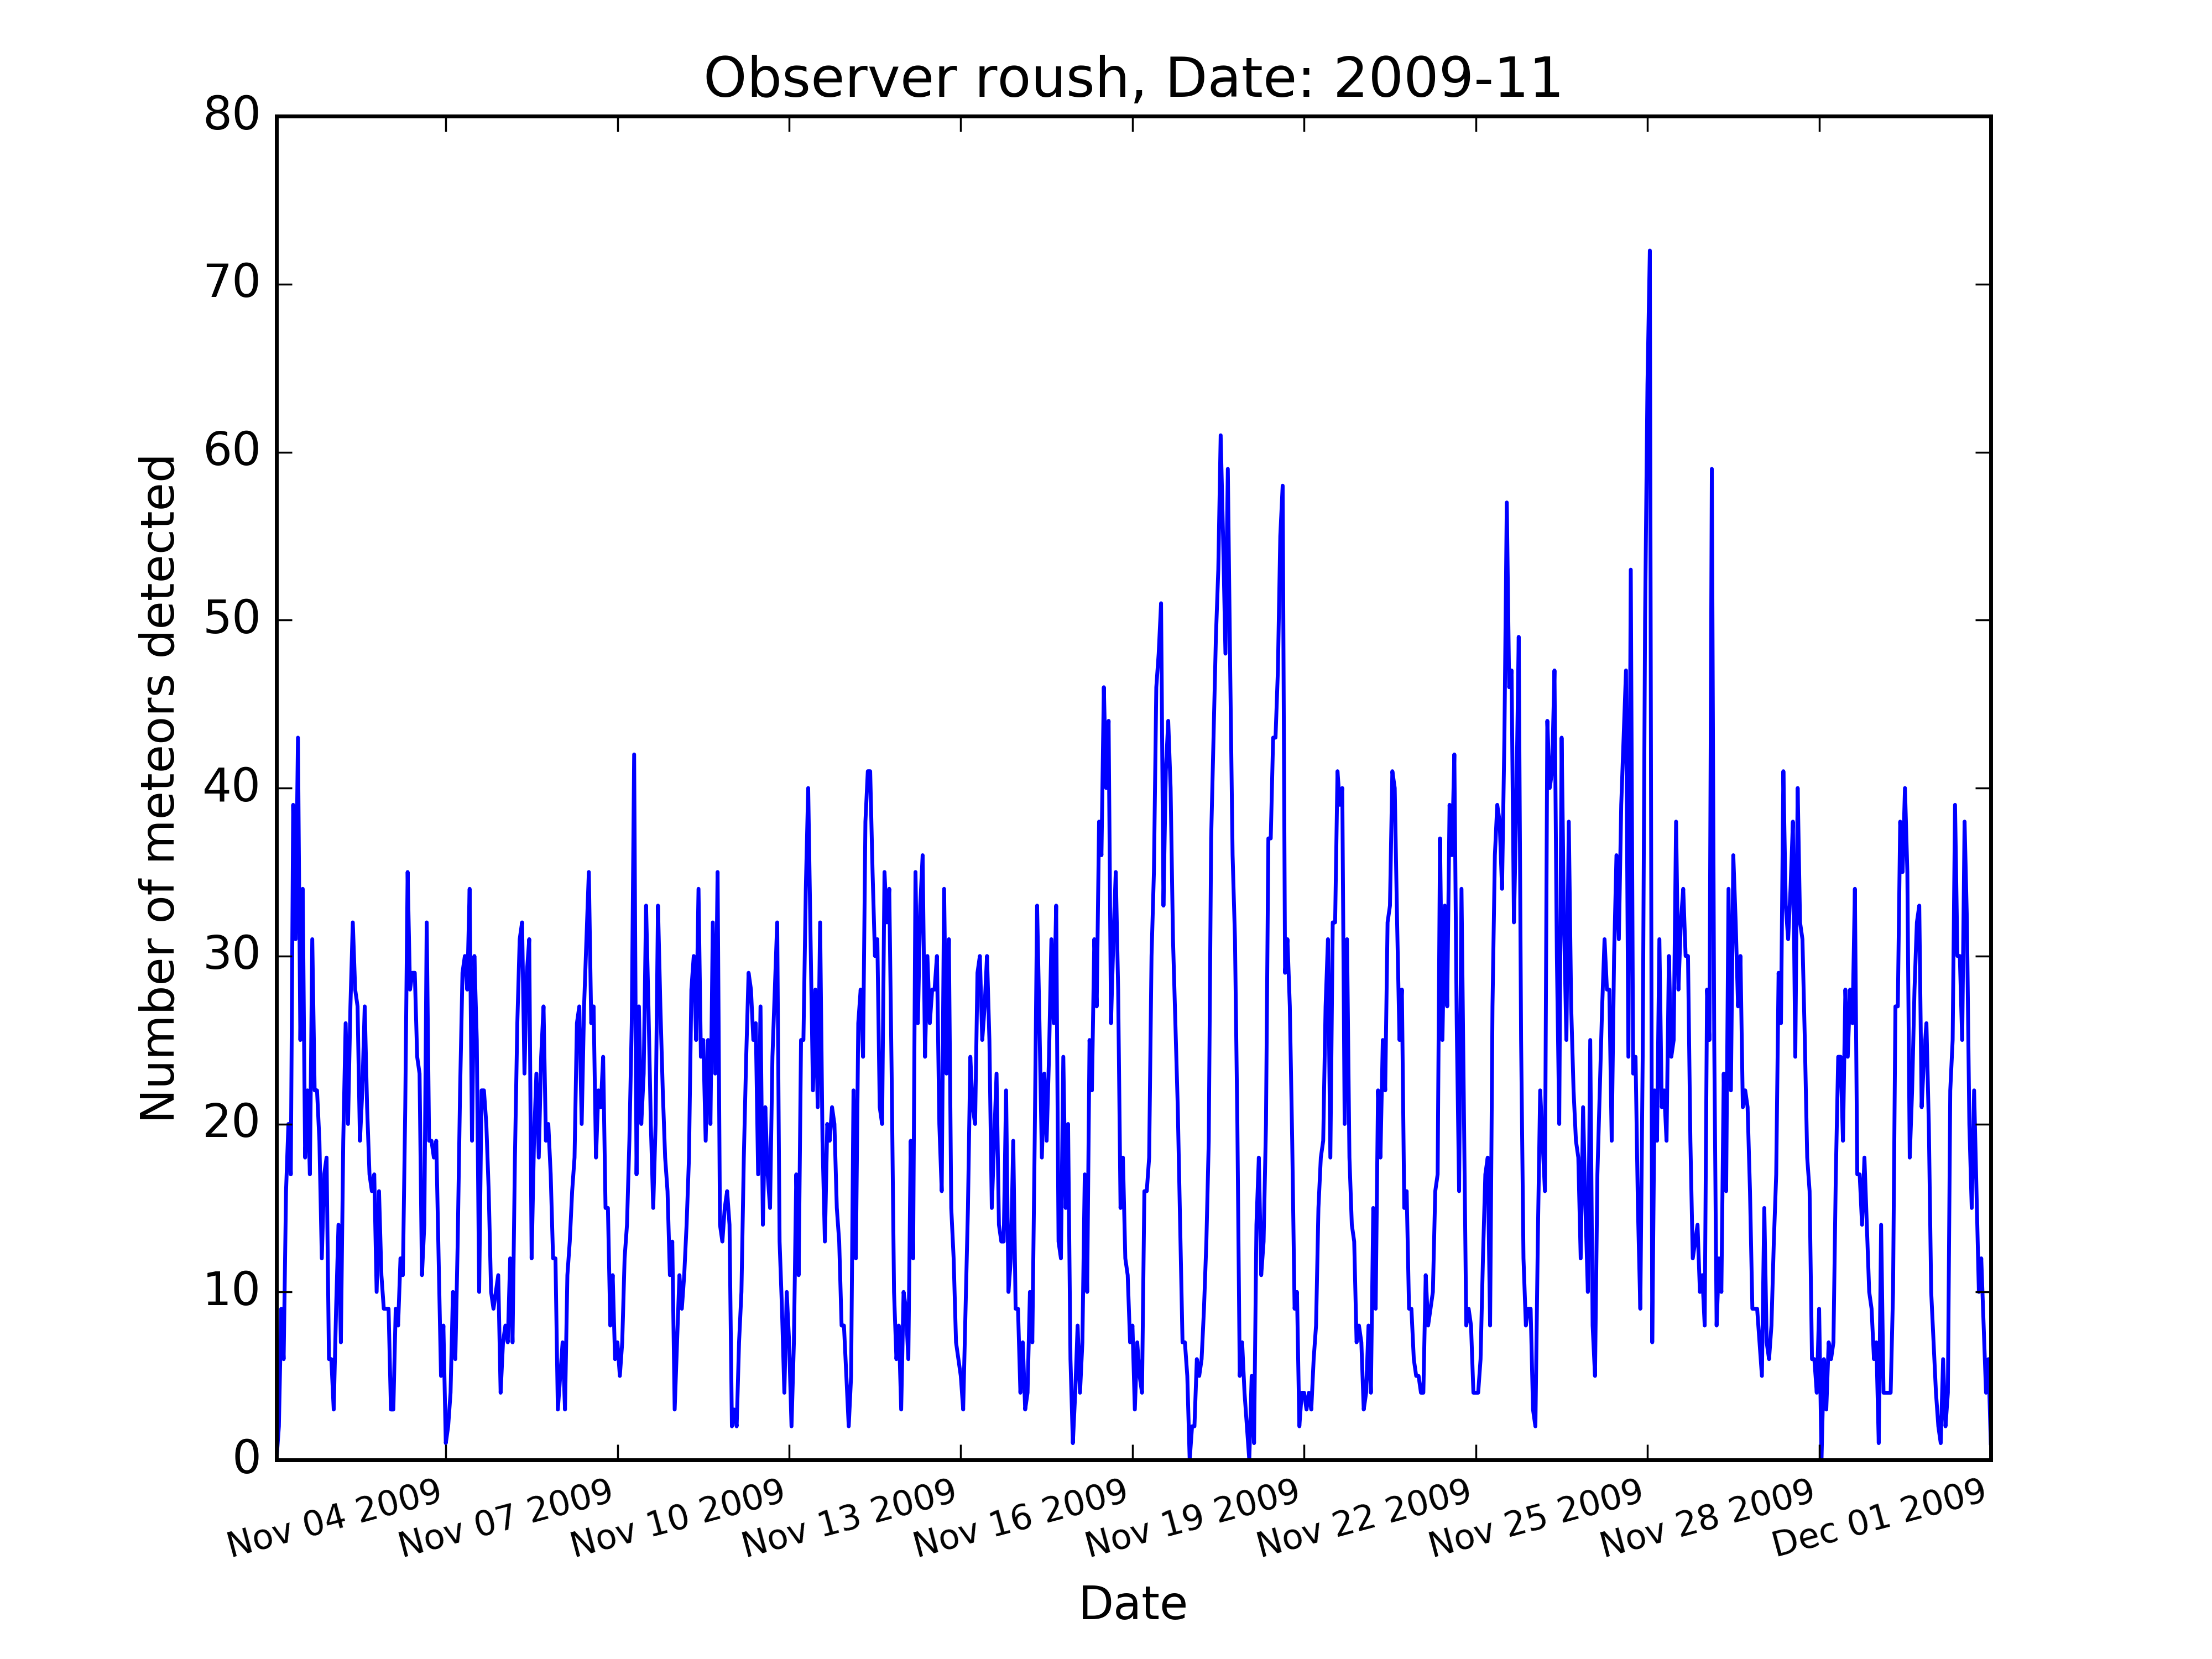 Observer roush, Date: 2009-11
80
70
60
50
40
30
20
10
0
Number of meteors detected
Nov 04 2009
Nov 07 2009
Nov 10 2009
Nov 13 2009
Nov 16 2009
Nov 19 2009
Nov 22 2009
Nov 25 2009
Nov 28 2009
Dec 01 2009
Date